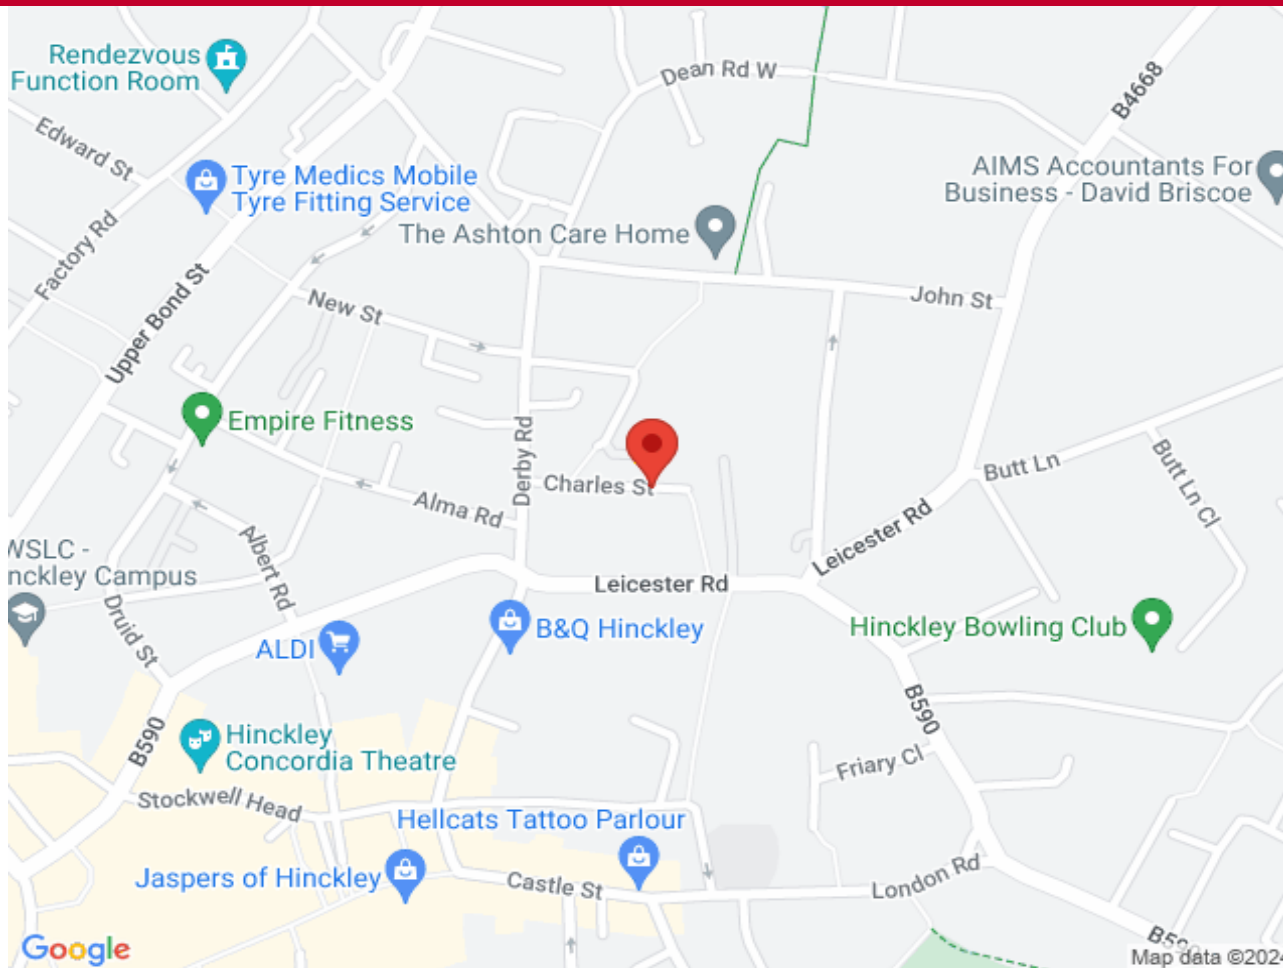 Rendezvous
Function Room
Dean Rd W
B4668
Edward St
Tyre Medics Mobile
Tyre Fitting Service
AIMS Accountants For
Business - David Briscoe
The Ashton Care Home
Factory Rd
Upper Bond St
New St
John St
Empire Fitness
Derby Rd
Charles St
Butt Ln
Butt Ln Cl
Alma Rd
Albert Rd
Leicester Rd
WSLC -
nckley Campus
Leicester Rd
Druid St
B&Q Hinckley
Hinckley Bowling Club
ALDI
B590
B590
Hinckley
Concordia Theatre
Friary Cl
Stockwell Head
Hellcats Tattoo Parlour
Jaspers of Hinckley
Castle St
London Rd
Google
Map data ©202